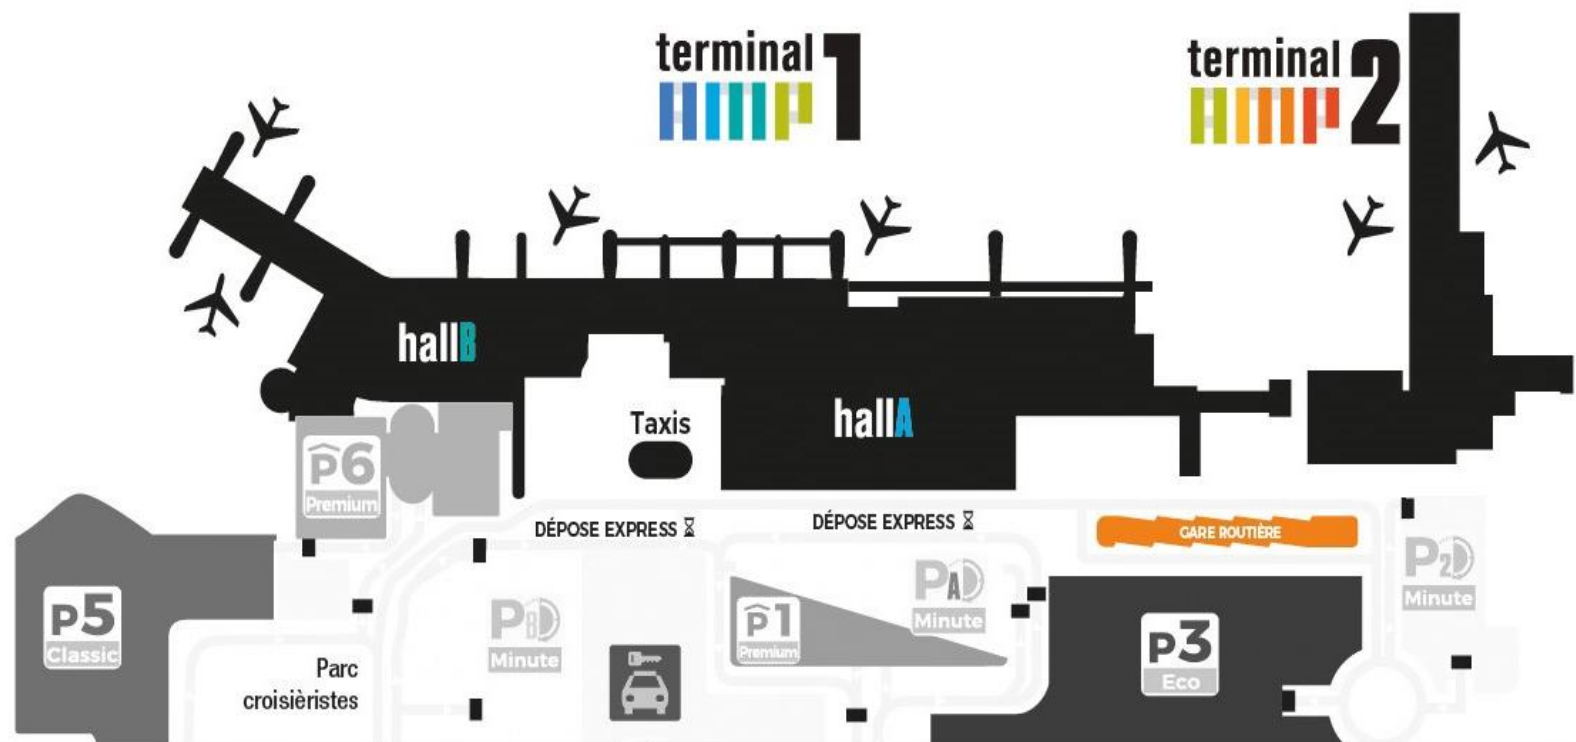 terminal 1
AMP
terminal 2
AMP
hallB
hallA
Taxis
P6
Premium
DÉPOSE EXPRESS
DÉPOSE EXPRESS
GARE ROUTIÈRE
P2
Minute
P5
Classic
PB
Minute
P1
Premium
PA
Minute
P3
Eco
Parc
croisièristes